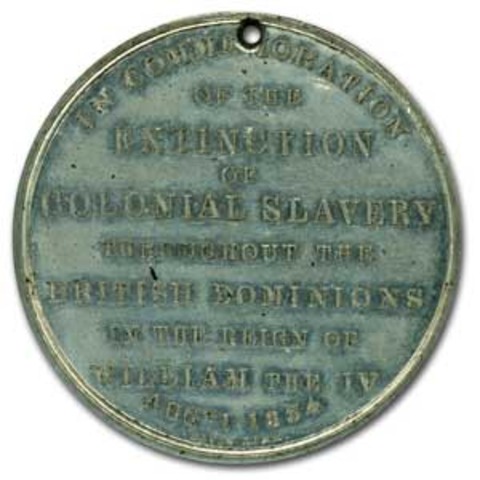 IN COMMEMORATION
OF THE
EXTINCTION
OF
COLONIAL SLAVERY
THROUGHOUT THE
BRITISH DOMINIONS
IN THE REIGN OF
WILLIAM THE IV
AUGT 1 1834